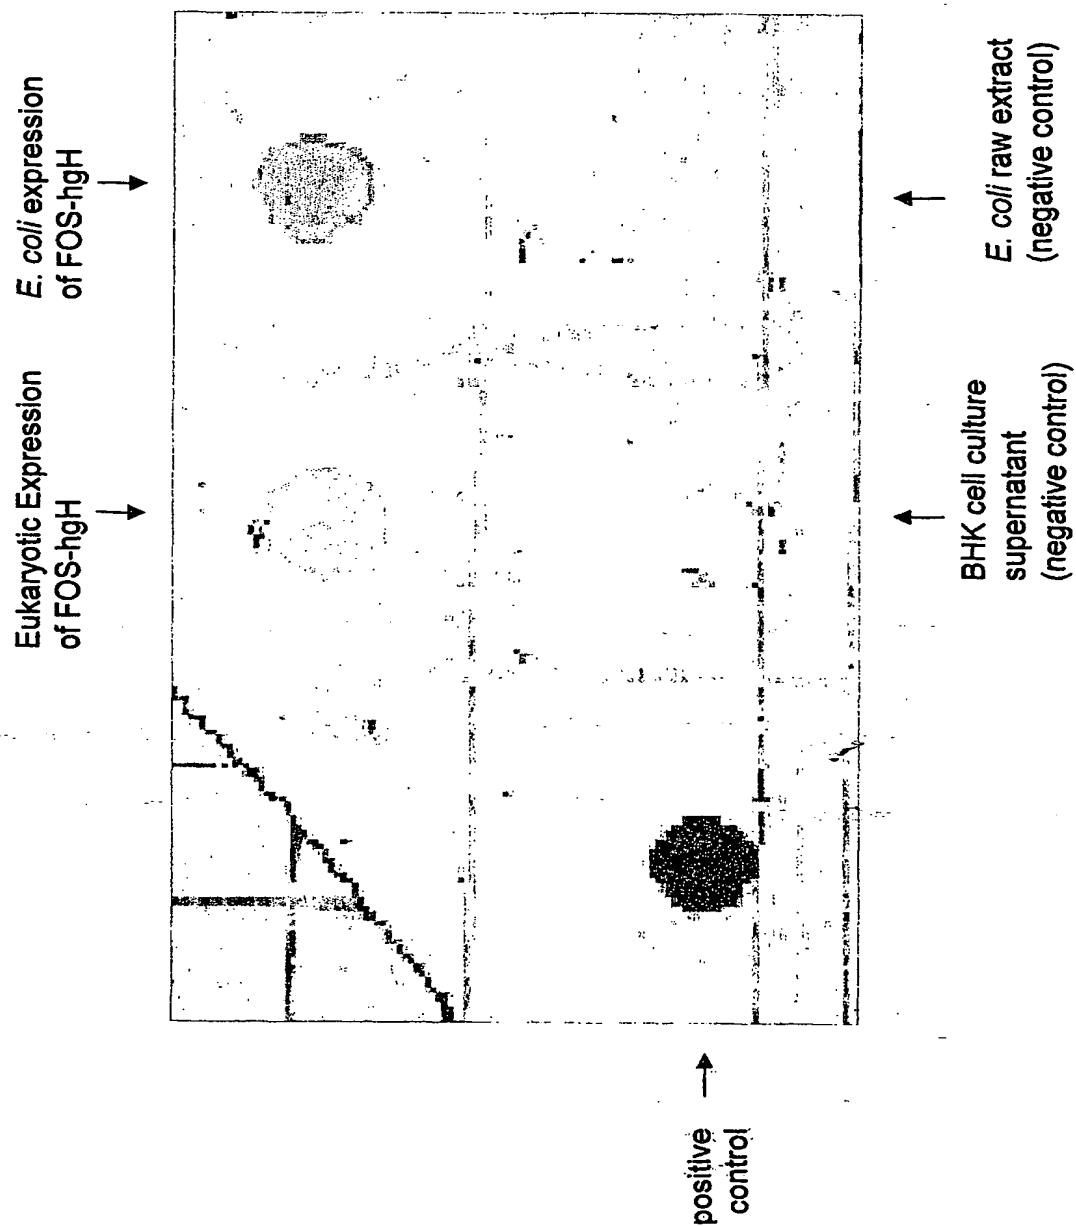 Eukaryotic Expression
of FOS-hgH
E. coli expression
of FOS-hgH
positive
control
BHK cell culture
supernatant
(negative control)
E. coli raw extract
(negative control)